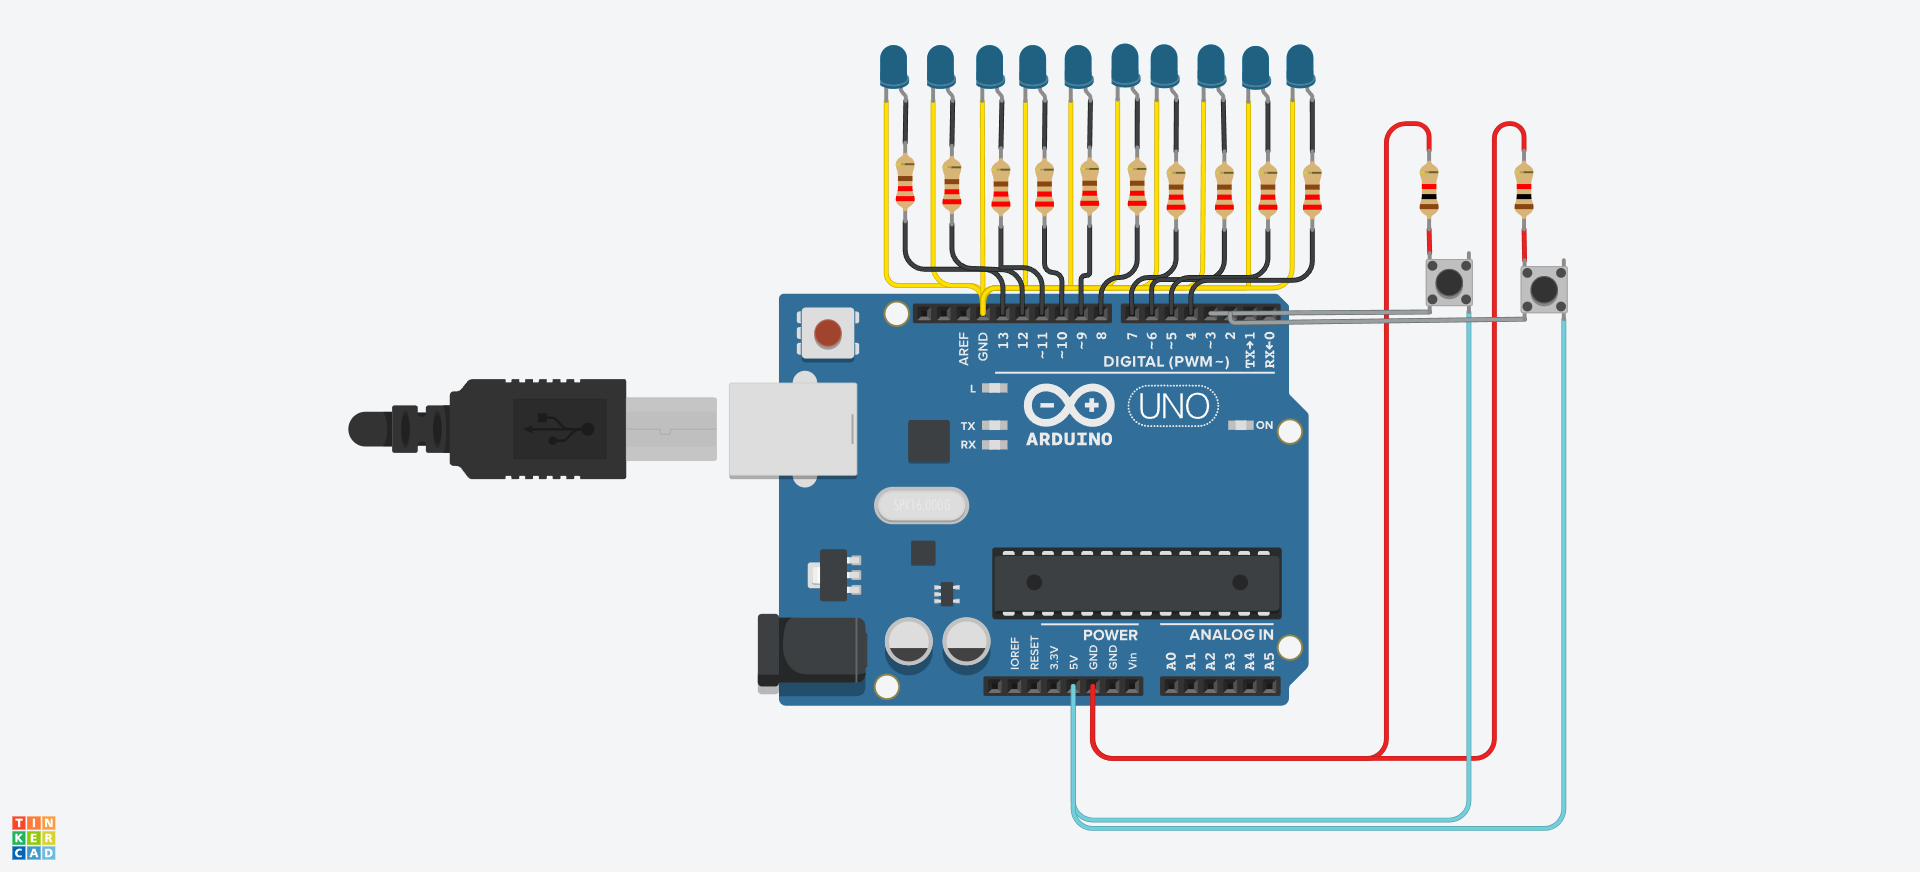 AREF
GND
13
12
~11
~10
~9
8
7
~6
~5
4
~3
2
TX→1
RX←0
DIGITAL (PWM~)
L
TX
RX
ARDUINO
UNO
ON
SPK16.000G
POWER
ANALOG IN
IOREF
RESET
3.3V
5V
GND
GND
Vin
A0
A1
A2
A3
A4
A5
TIN
KER
CAD